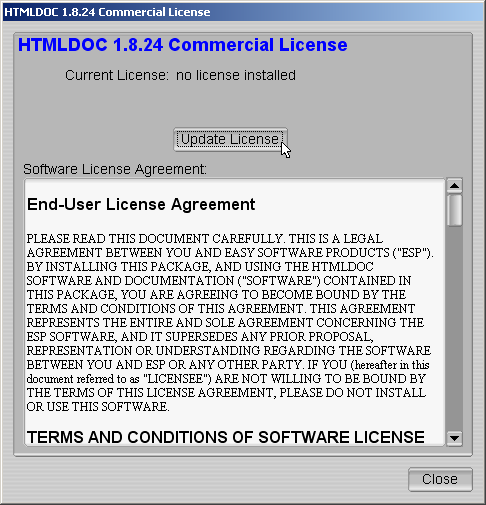 HTMLDOC 1.8.24 Commercial License
HTMLDOC 1.8.24 Commercial License
Current License: no license installed
Update License
Software License Agreement:
End-User License Agreement
PLEASE READ THIS DOCUMENT CAREFULLY. THIS IS A LEGAL
AGREEMENT BETWEEN YOU AND EASY SOFTWARE PRODUCTS ("ESP").
BY INSTALLING THIS PACKAGE, AND USING THE HTMLDOC
SOFTWARE AND DOCUMENTATION ("SOFTWARE") CONTAINED IN
THIS PACKAGE, YOU ARE AGREEING TO BECOME BOUND BY THE
TERMS AND CONDITIONS OF THIS AGREEMENT. THIS AGREEMENT
REPRESENTS THE ENTIRE AND SOLE AGREEMENT CONCERNING THE
ESP SOFTWARE, AND IT SUPERSEDES ANY PRIOR PROPOSAL,
REPRESENTATION OR UNDERSTANDING REGARDING THE SOFTWARE
BETWEEN YOU AND ESP OR ANY OTHER PARTY. IF YOU (hereafter in this
document referred to as "LICENSEE") ARE NOT WILLING TO BE BOUND BY
THE TERMS OF THIS LICENSE AGREEMENT, PLEASE DO NOT INSTALL
OR USE THIS SOFTWARE.
TERMS AND CONDITIONS OF SOFTWARE LICENSE
Close